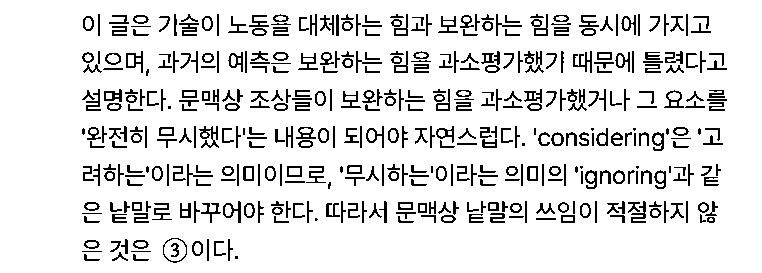 이 글은 기술이 노동을 대체하는 힘과 보완하는 힘을 동시에 가지고
있으며, 과거의 예측은 보완하는 힘을 과소평가했기 때문에 틀렸다고
설명한다. 문맥상 조상들이 보완하는 힘을 과소평가했거나 그 요소를
'완전히 무시했다'는 내용이 되어야 자연스럽다. 'considering'은 '고
려하는'이라는 의미이므로, '무시하는'이라는 의미의 'ignoring'과 같
은 낱말로 바꾸어야 한다. 따라서 문맥상 낱말의 쓰임이 적절하지 않
은 것은 ③이다.